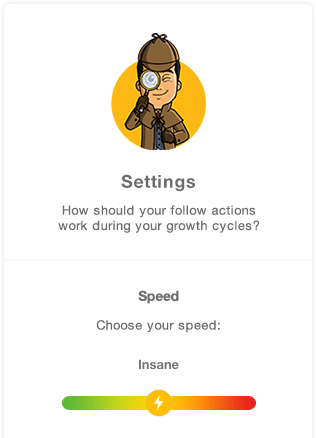 Settings
How should your follow actions
work during your growth cycles?
Speed
Choose your speed:
Insane